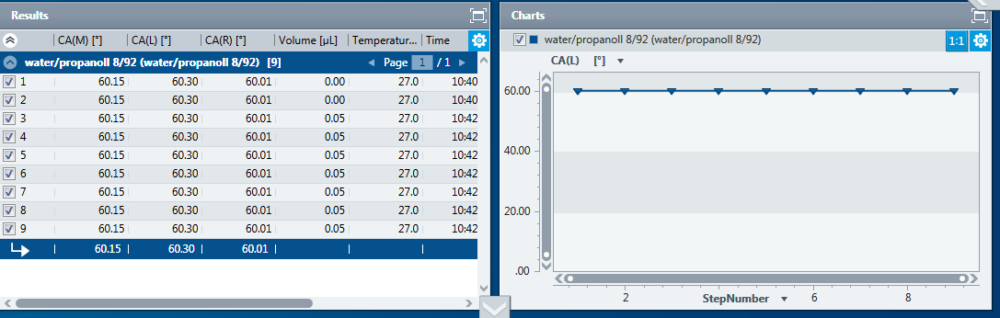 Results
CA(M) [°] CA(L) [°] CA(R) [°] Volume [µL] Temperatur... Time
water/propanoll 8/92 (water/propanoll 8/92) [9] Page 1 / 1
1 60.15 60.30 60.01 0.00 27.0 10:40
2 60.15 60.30 60.01 0.00 27.0 10:40
3 60.15 60.30 60.01 0.05 27.0 10:42
4 60.15 60.30 60.01 0.05 27.0 10:42
5 60.15 60.30 60.01 0.05 27.0 10:42
6 60.15 60.30 60.01 0.05 27.0 10:42
7 60.15 60.30 60.01 0.05 27.0 10:42
8 60.15 60.30 60.01 0.05 27.0 10:42
9 60.15 60.30 60.01 0.05 27.0 10:42
60.15 60.30 60.01
Charts
water/propanoll 8/92 (water/propanoll 8/92) 1:1
CA(L) [°]
60.00
40.00
20.00
.00
2 StepNumber 6 8